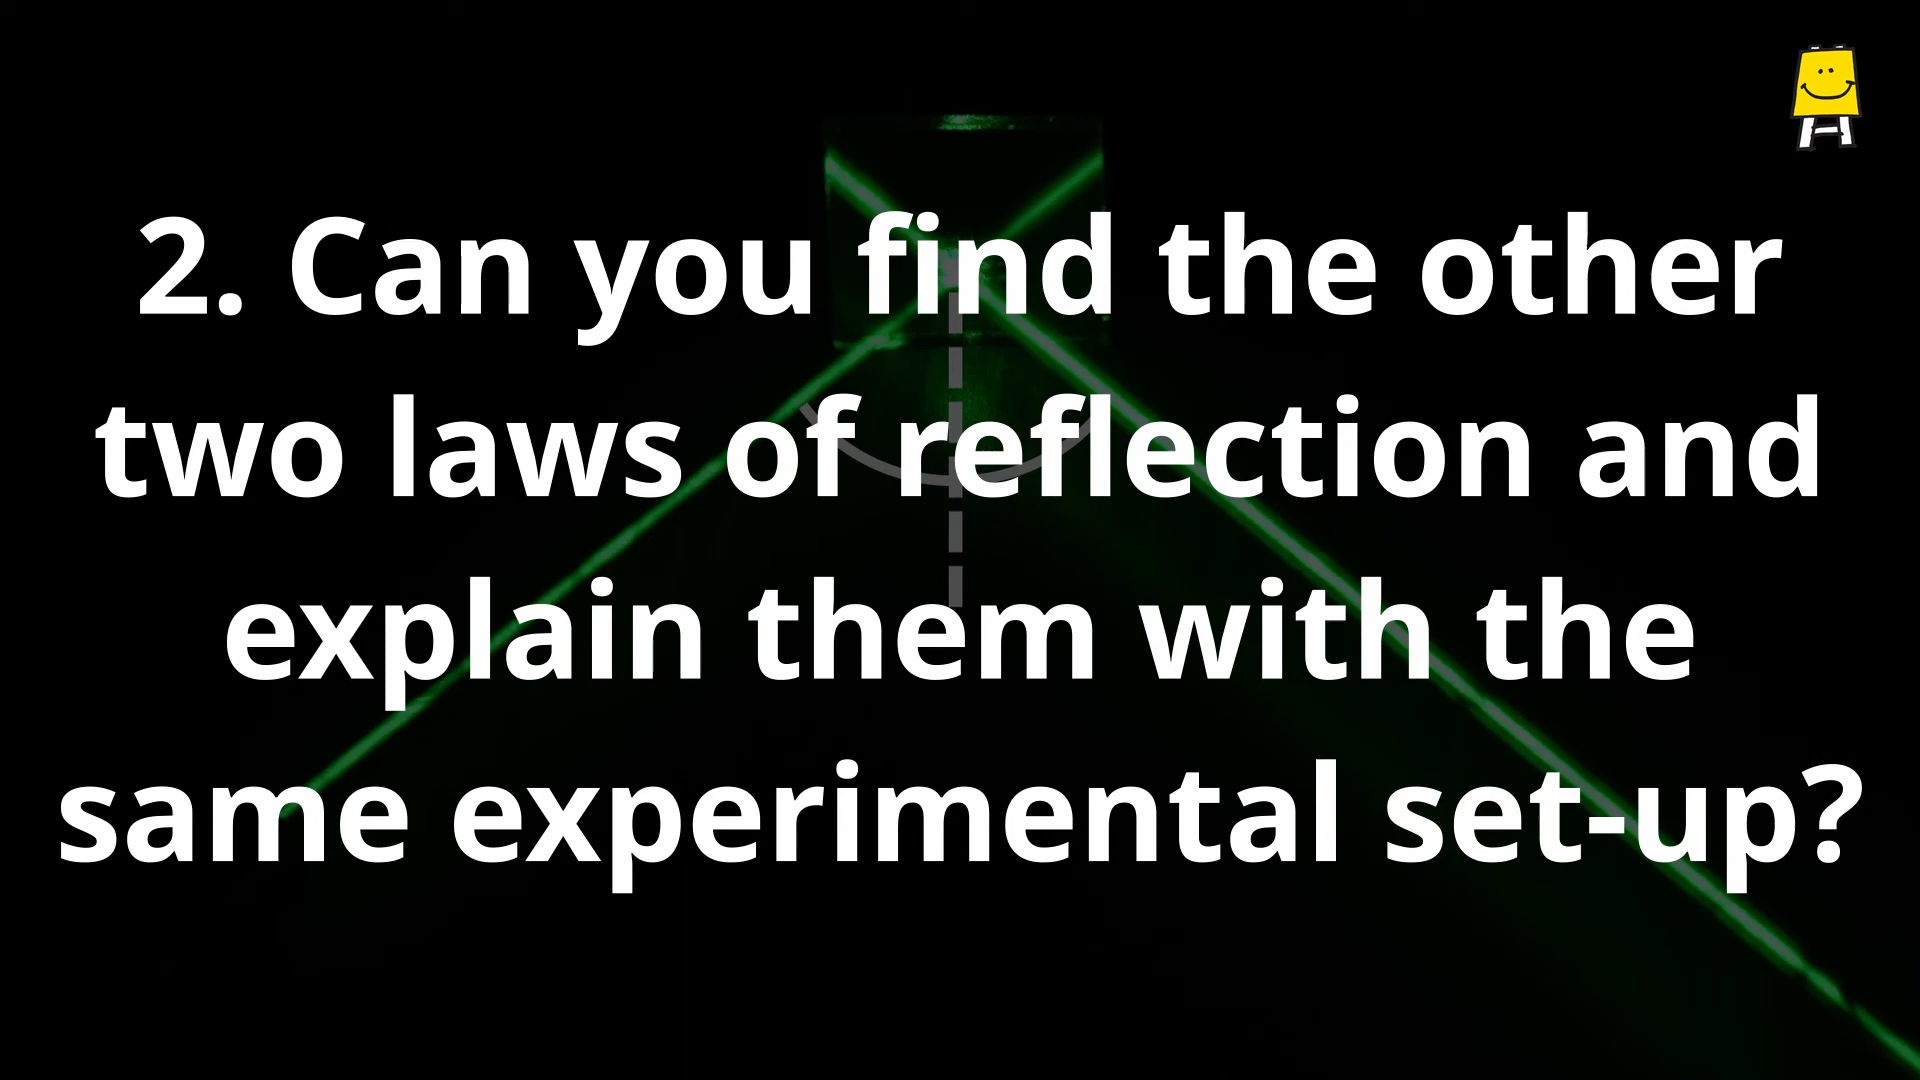 2. Can you find the other
two laws of reflection and
explain them with the
same experimental set-up?